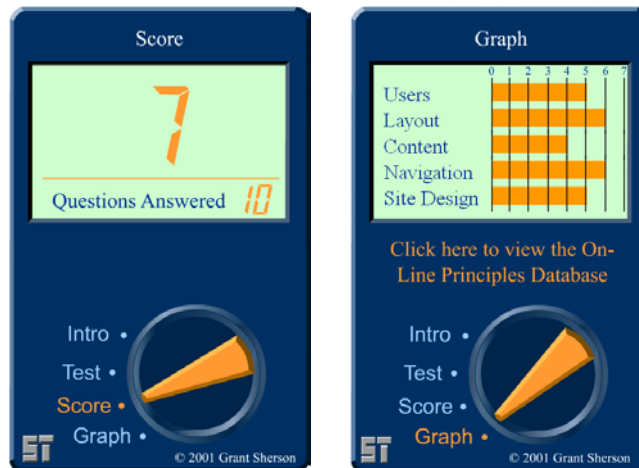 Score
7
Questions Answered 10
Intro
Test
Score
Graph
ST
© 2001 Grant Sherson
Graph
0 1 2 3 4 5 6 7
Users
Layout
Content
Navigation
Site Design
Click here to view the On-
Line Principles Database
Intro
Test
Score
Graph
ST
© 2001 Grant Sherson